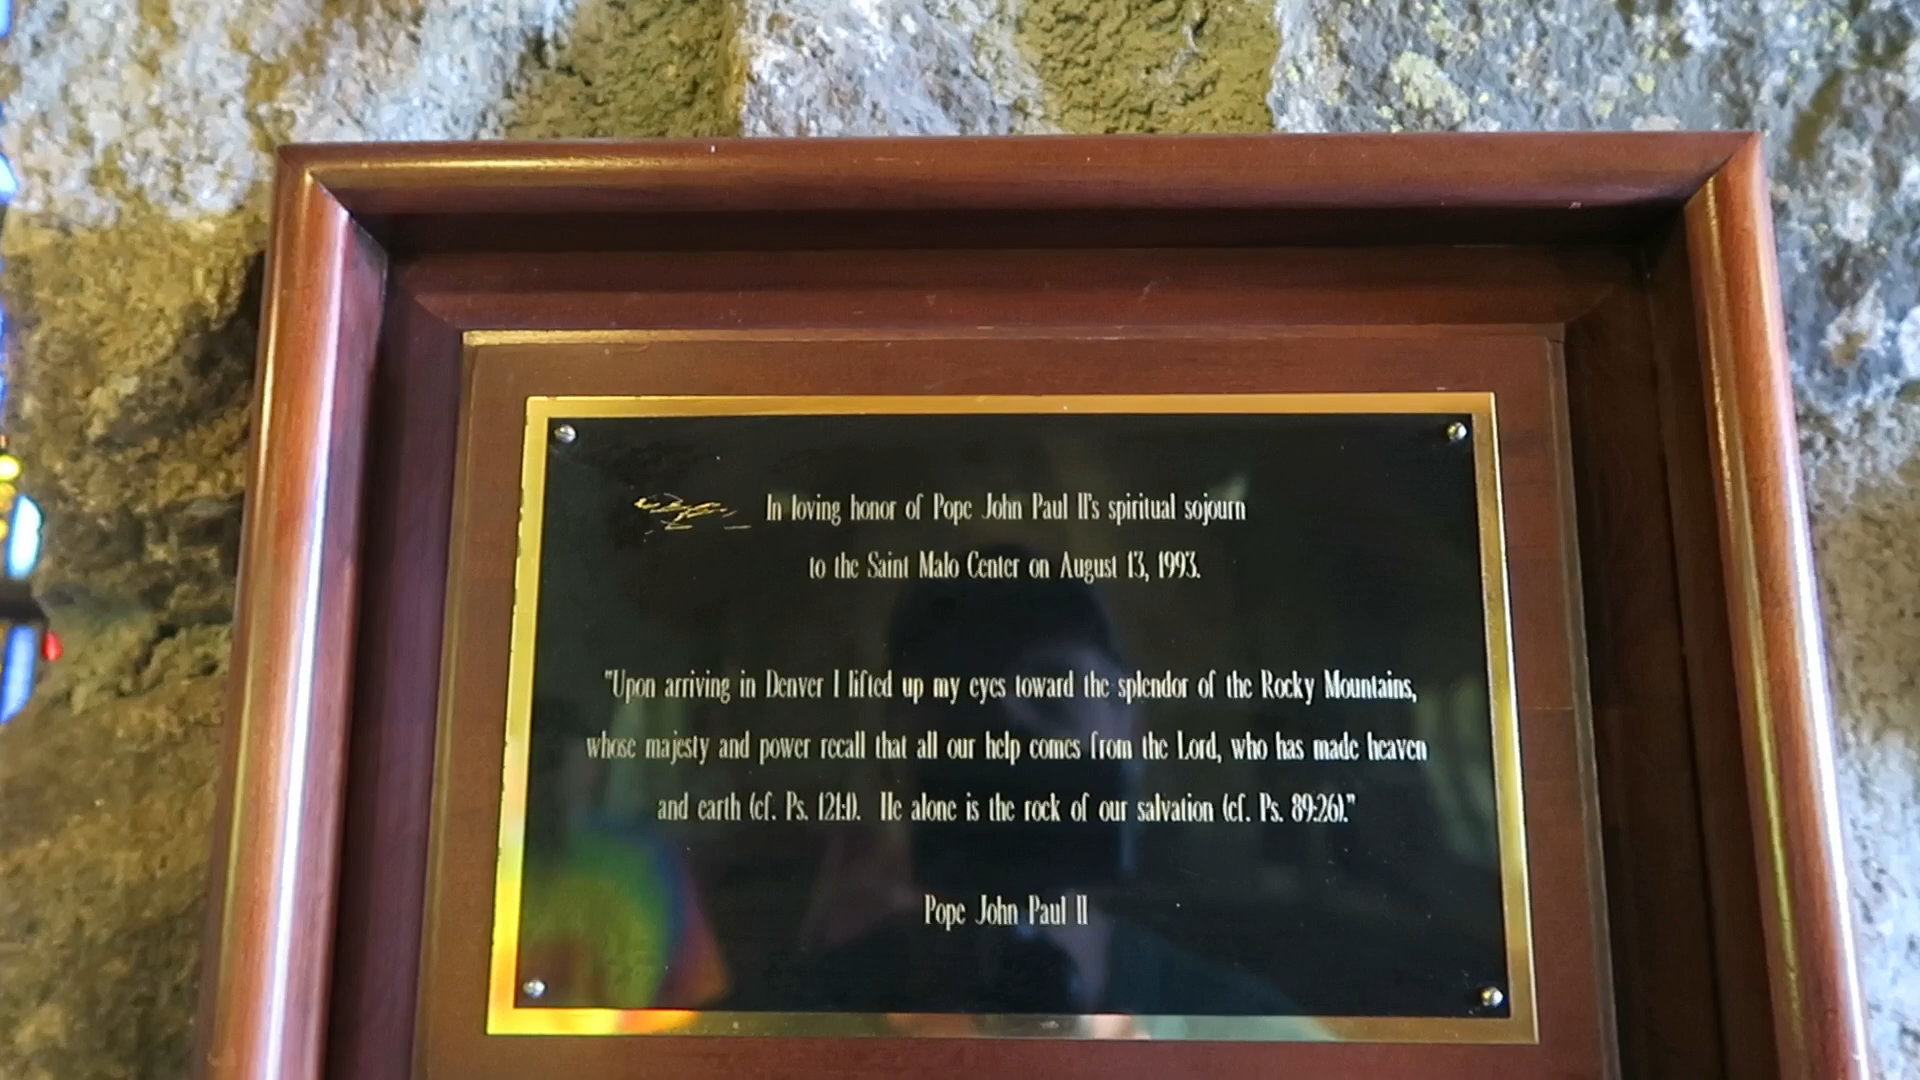 In loving honor of Pope John Paul II's spiritual sojourn
to the Saint Malo Center on August 13, 1993.
"Upon arriving in Denver I lifted up my eyes toward the splendor of the Rocky Mountains,
whose majesty and power recall that all our help comes from the Lord, who has made heaven
and earth (cf. Ps. 121:1). He alone is the rock of our salvation (cf. Ps. 89:26)."
Pope John Paul II